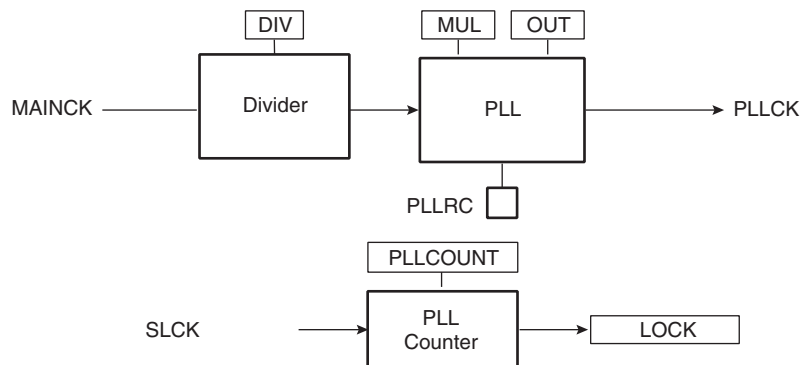 DIV
MUL
OUT
MAINCK
Divider
PLL
PLLCK
PLLRC
PLLCOUNT
SLCK
PLL
Counter
LOCK